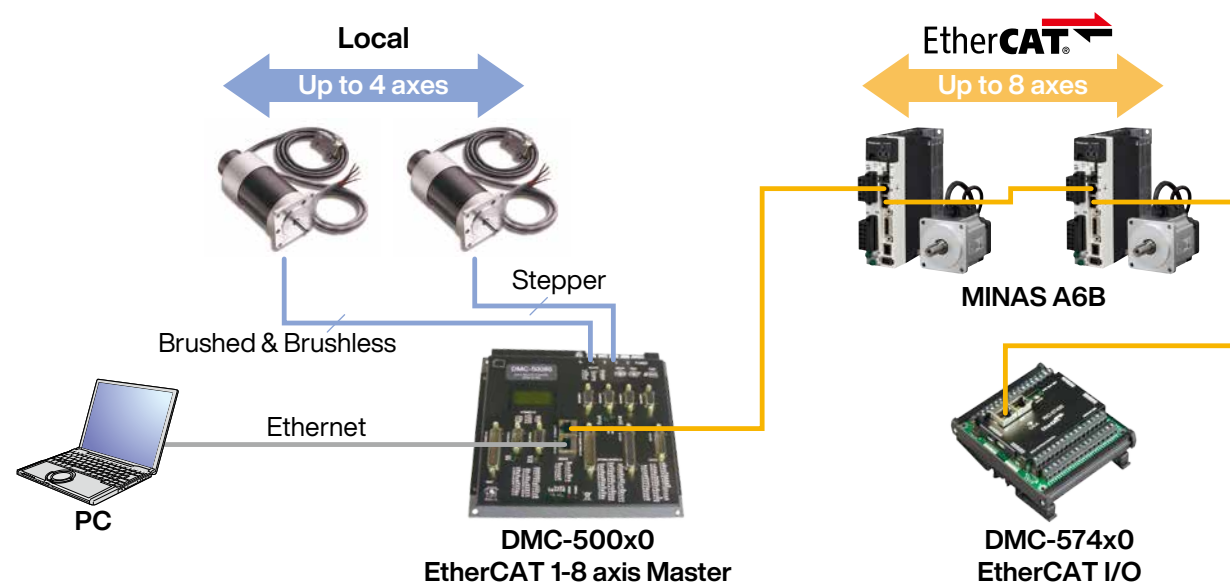 Local
Up to 4 axes
EtherCAT®
Up to 8 axes
Stepper
Brushed & Brushless
MINAS A6B
Ethernet
PC
DMC-500x0
EtherCAT 1-8 axis Master
DMC-574x0
EtherCAT I/O